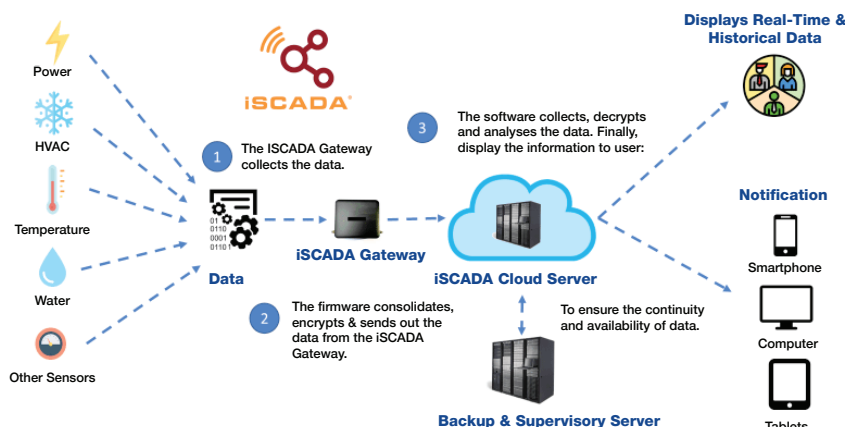 Displays Real-Time &
Historical Data
Power
iSCADA®
HVAC
1
The ISCADA Gateway
collects the data.
3
The software collects, decrypts
and analyses the data. Finally,
display the information to user:
Temperature
01
0110
0001
01101
Data
iSCADA Gateway
iSCADA Cloud Server
Notification
Smartphone
Water
2
The firmware consolidates,
encrypts & sends out the
data from the iSCADA
Gateway.
To ensure the continuity
and availability of data.
Computer
Other Sensors
Backup & Supervisory Server
Tablets